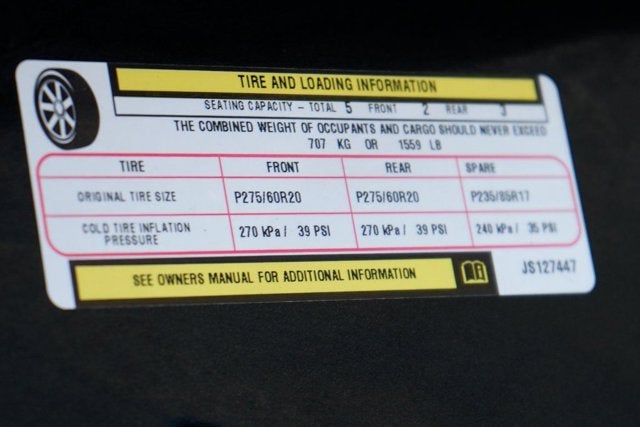 TIRE AND LOADING INFORMATION
SEATING CAPACITY - TOTAL 5 FRONT 2 REAR 3
THE COMBINED WEIGHT OF OCCUPANTS AND CARGO SHOULD NEVER EXCEED
707 KG OR 1559 LB
TIRE FRONT REAR SPARE
ORIGINAL TIRE SIZE P275/60R20 P275/60R20 P235/85R17
COLD TIRE INFLATION PRESSURE 270 kPa / 39 PSI 270 kPa / 39 PSI 240 kPa / 35 PSI
SEE OWNERS MANUAL FOR ADDITIONAL INFORMATION
JS127447